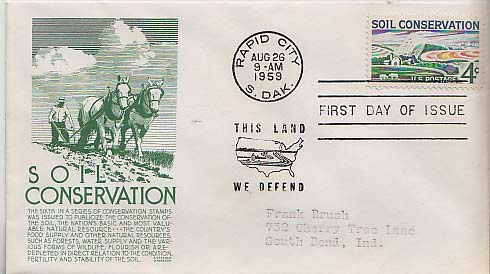 SOIL CONSERVATION
U.S. POSTAGE 4¢
RAPID CITY
AUG 26
9-AM
1959
S. DAK.
FIRST DAY OF ISSUE
THIS LAND
WE DEFEND
SOIL
CONSERVATION
THE SIXTH IN A SERIES OF CONSERVATION STAMPS
WAS ISSUED TO PUBLICIZE THE CONSERVATION OF
THE SOIL, THE NATION'S BASIC AND MOST VALU-
ABLE NATURAL RESOURCE---THE COUNTRY'S
FOOD SUPPLY AND OTHER NATURAL RESOURCES,
SUCH AS FORESTS, WATER SUPPLY AND THE VA-
RIOUS FORMS OF WILDLIFE, FLOURISH OR ARE
DEPLETED IN DIRECT RELATION TO THE CONDITION,
FERTILITY AND STABILITY OF THE SOIL.
Frank Brush
732 Cherry Tree Lane
South Bend, Ind.